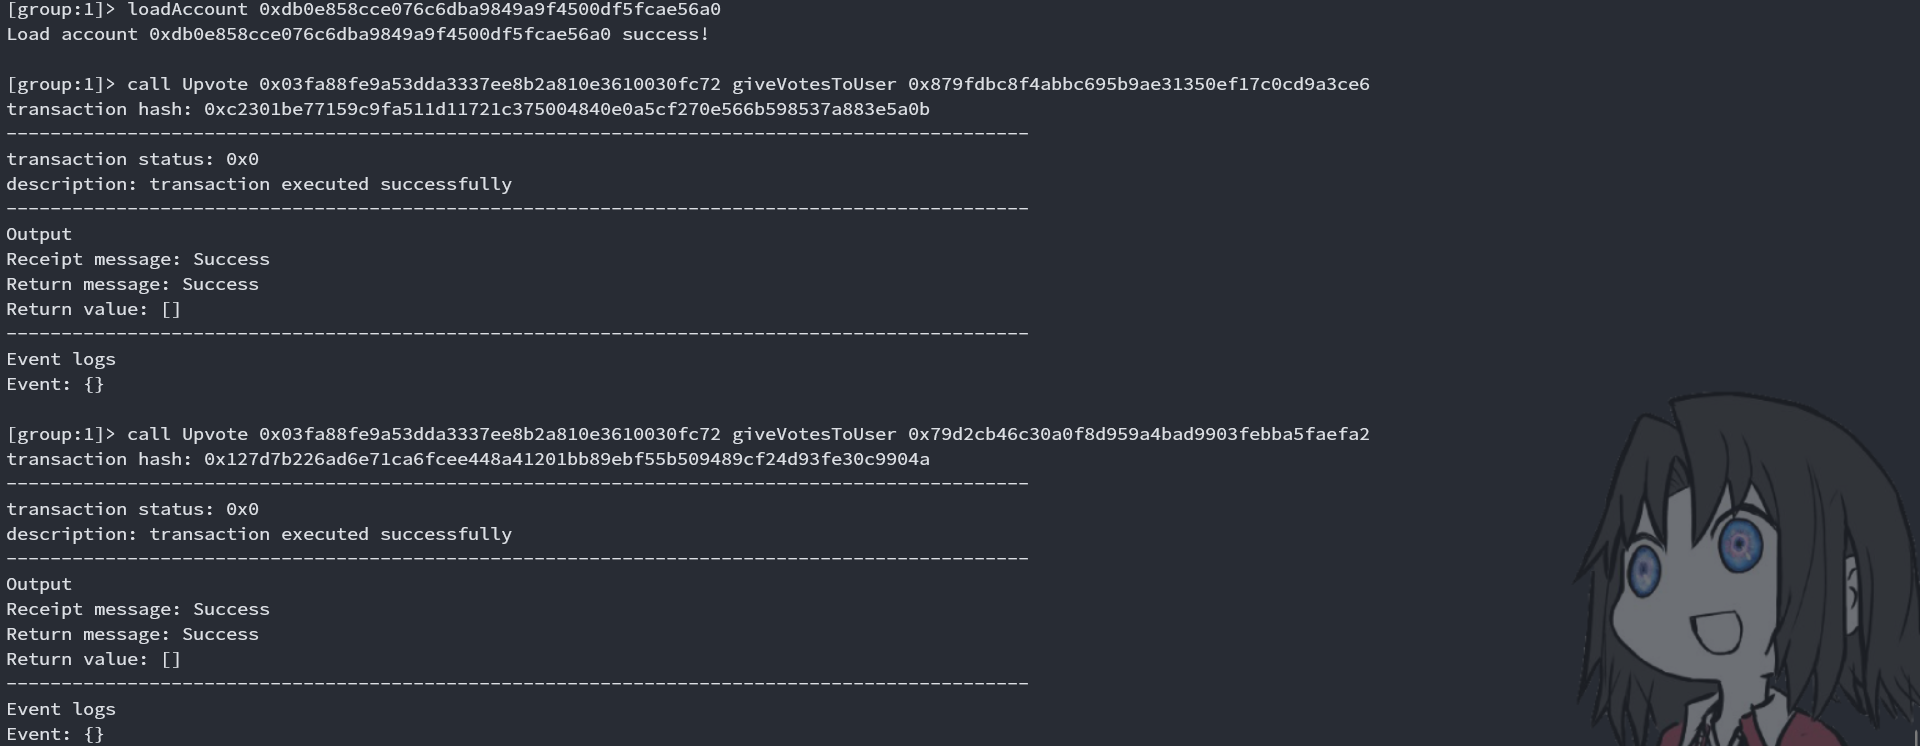 [group:1]> loadAccount 0xdb0e858cce076c6dba9849a9f4500df5fcae56a0
Load account 0xdb0e858cce076c6dba9849a9f4500df5fcae56a0 success!
[group:1]> call Upvote 0x03fa88fe9a53dda3337ee8b2a810e3610030fc72 giveVotesToUser 0x879fdbc8f4abbc695b9ae31350ef17c0cd9a3ce6
transaction hash: 0xc2301be77159c9fa511d11721c375004840e0a5cf270e566b598537a883e5a0b
---------------------------------------------------------------------------------------------
transaction status: 0x0
description: transaction executed successfully
---------------------------------------------------------------------------------------------
Output
Receipt message: Success
Return message: Success
Return value: []
---------------------------------------------------------------------------------------------
Event logs
Event: {}
[group:1]> call Upvote 0x03fa88fe9a53dda3337ee8b2a810e3610030fc72 giveVotesToUser 0x79d2cb46c30a0f8d959a4bad9903febba5faefa2
transaction hash: 0x127d7b226ad6e71ca6fcee448a41201bb89ebf55b509489cf24d93fe30c9904a
---------------------------------------------------------------------------------------------
transaction status: 0x0
description: transaction executed successfully
---------------------------------------------------------------------------------------------
Output
Receipt message: Success
Return message: Success
Return value: []
---------------------------------------------------------------------------------------------
Event logs
Event: {}